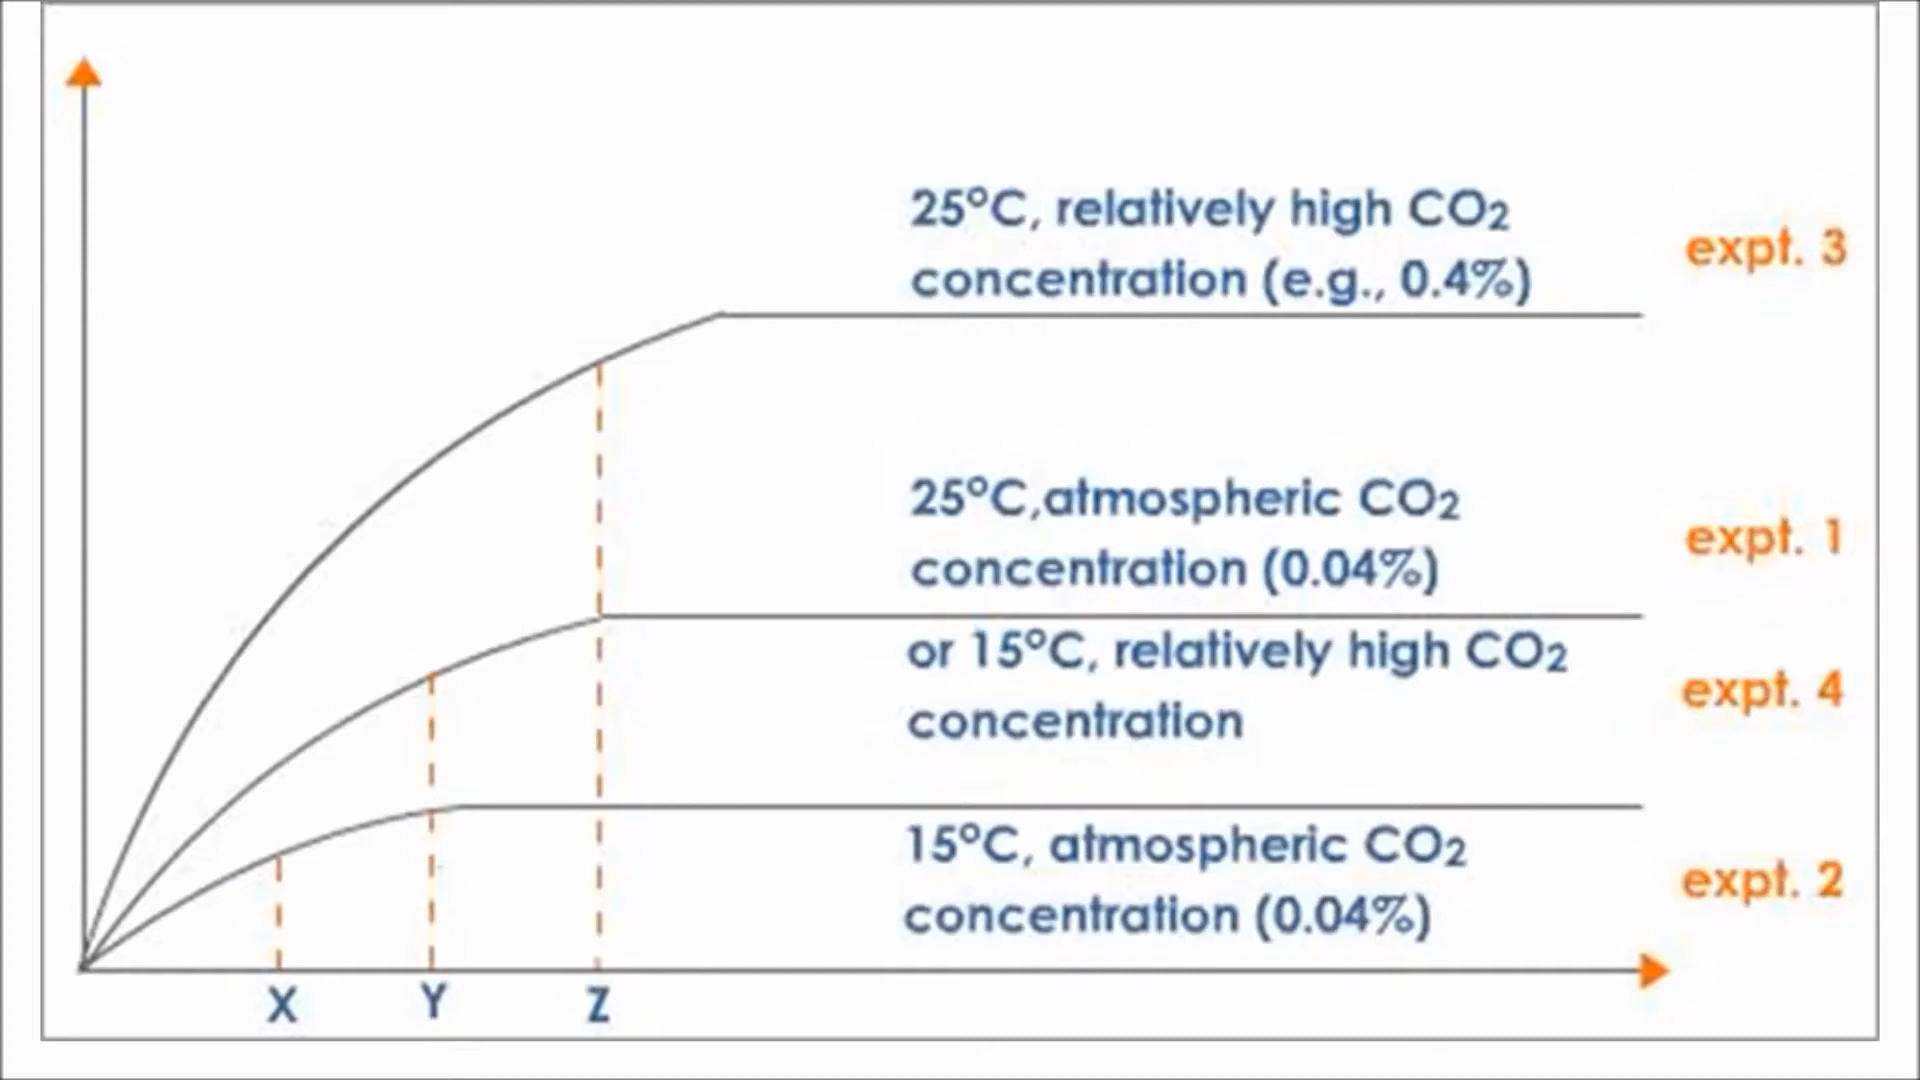 25°C, relatively high CO₂
concentration (e.g., 0.4%)
expt. 3
25°C,atmospheric CO₂
concentration (0.04%)
expt. 1
or 15°C, relatively high CO₂
concentration
expt. 4
15°C, atmospheric CO₂
concentration (0.04%)
expt. 2
X Y Z